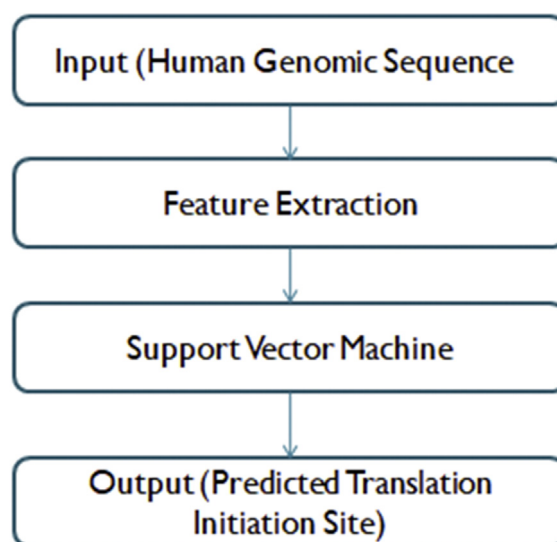 Input (Human Genomic Sequence
Feature Extraction
Support Vector Machine
Output (Predicted Translation
Initiation Site)